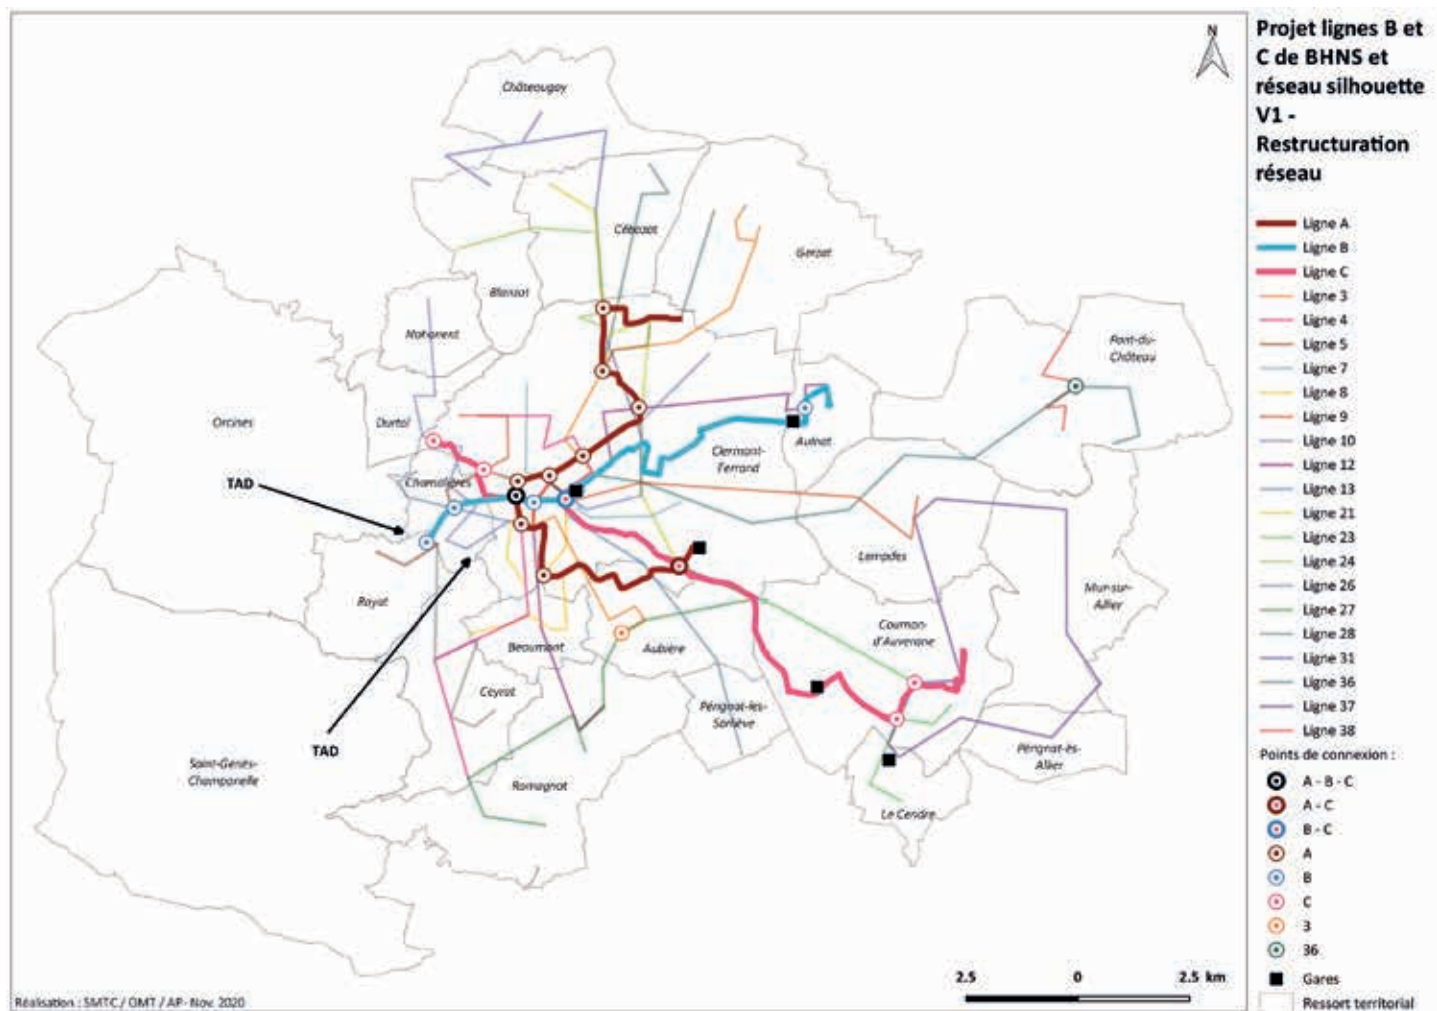 Projet lignes B et
C de BHNS et
réseau silhouette
V1 -
Restructuration
réseau
N
Châteaugay
Cébazat
Gerzat
Blanzat
Nohanent
Pont-du-
Château
Orcines
Durtol
Aulnat
Clermont-
Ferrand
TAD
Chamalières
Lempdes
Royat
Mur-sur-
Allier
Cournon-
d'Auvergne
Beaumont
Aubière
Ceyrat
Pérignat-lès-
Sarliève
TAD
Pérignat-ès-
Allier
Saint-Genès-
Champanelle
Romagnat
Le Cendre
Ligne A
Ligne B
Ligne C
Ligne 3
Ligne 4
Ligne 5
Ligne 7
Ligne 8
Ligne 9
Ligne 10
Ligne 12
Ligne 13
Ligne 21
Ligne 23
Ligne 24
Ligne 26
Ligne 27
Ligne 28
Ligne 31
Ligne 36
Ligne 37
Ligne 38
Points de connexion :
A - B - C
A - C
B - C
A
B
C
3
36
Gares
Ressort territorial
2.5 0 2.5 km
Réalisation : SMTC / OMT / AP- Nov. 2020